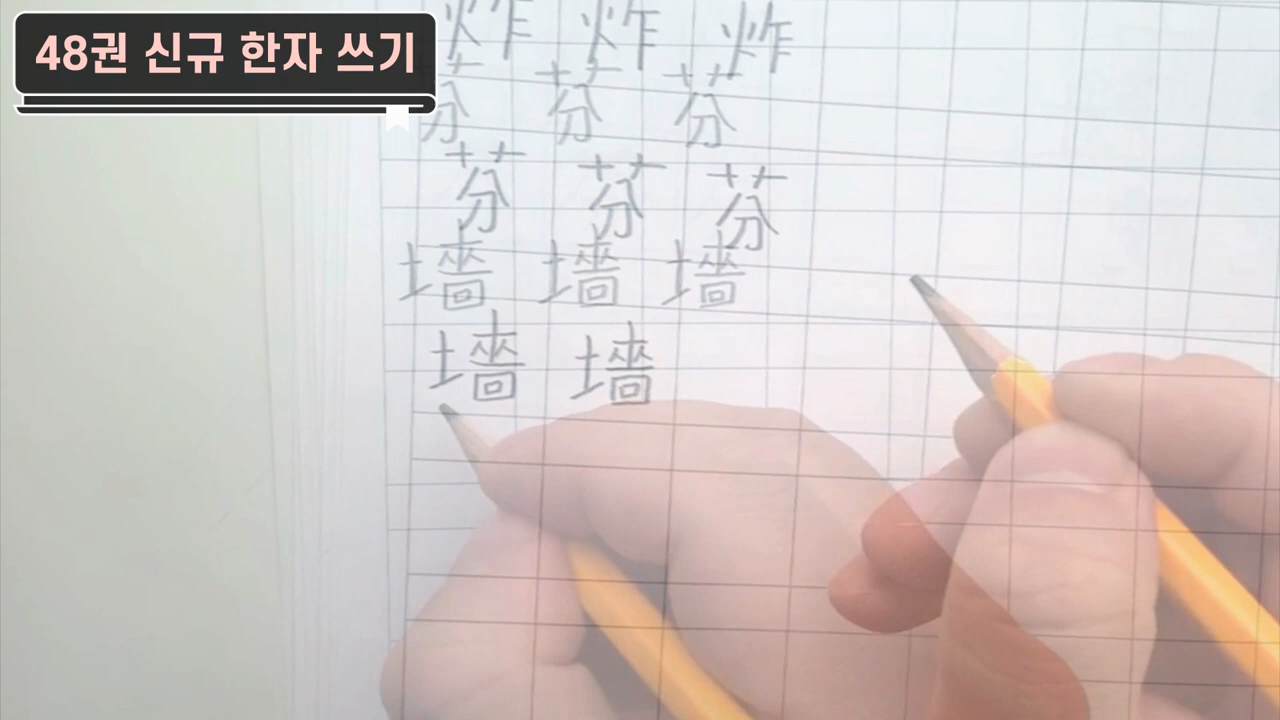 48권 신규 한자 쓰기
炸 炸 炸
芬 芬 芬
芬 芬 芬
墻 墻 墻
墻 墻